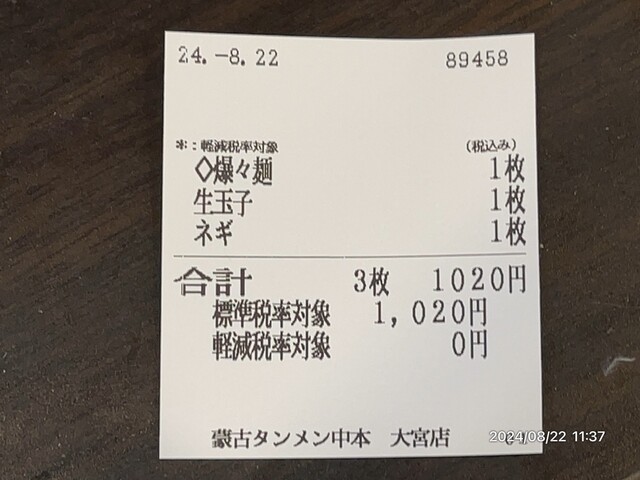 24.-8.22 89458
*：軽減税率対象 (税込み)
◇爆々麺 1枚
生玉子 1枚
ネギ 1枚
合計 3枚 1020円
標準税率対象 1,020円
軽減税率対象 0円
蒙古タンメン中本 大宮店
2024/08/22 11:37